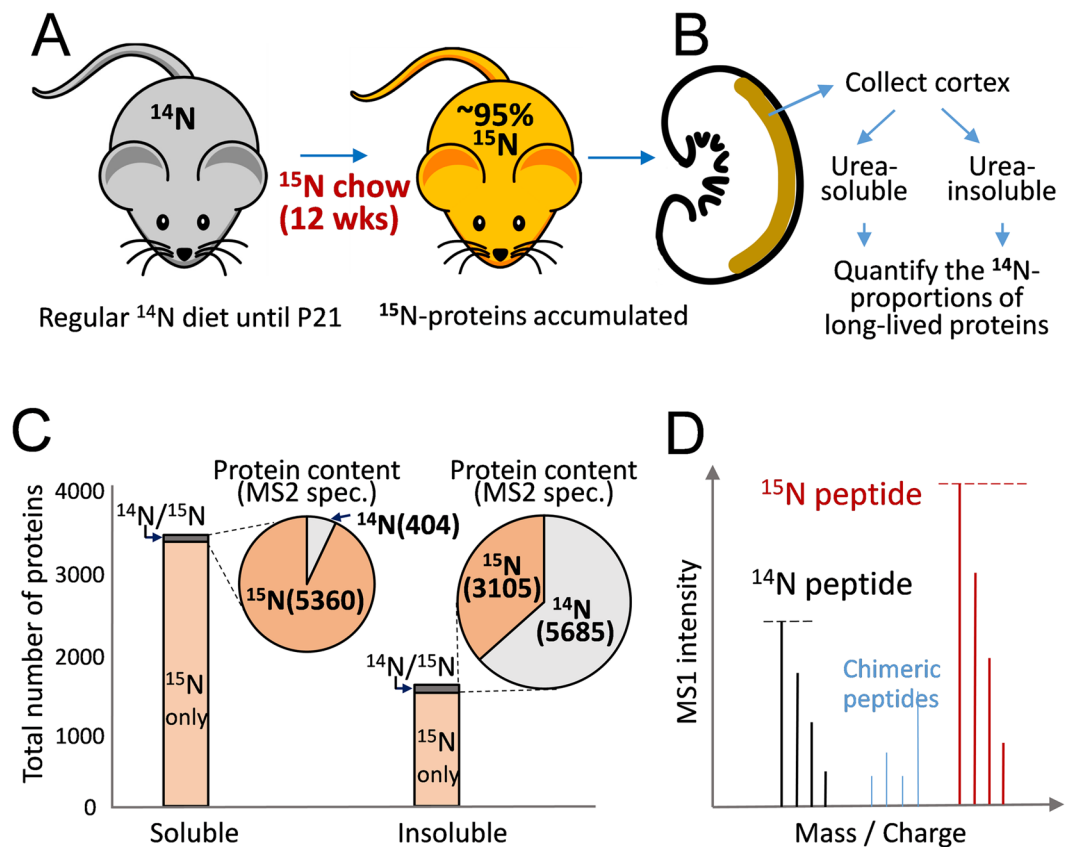 A
¹⁴N
¹⁵N chow
(12 wks)
~95%
¹⁵N
Regular ¹⁴N diet until P21
¹⁵N-proteins accumulated
B
Collect cortex
Urea-
soluble
Urea-
insoluble
Quantify the ¹⁴N-
proportions of
long-lived proteins
C
Total number of proteins
4000
3000
2000
1000
0
¹⁴N/¹⁵N
¹⁵N
only
Protein content
(MS2 spec.)
¹⁴N(404)
¹⁵N(5360)
Soluble
¹⁴N/¹⁵N
¹⁵N
only
Protein content
(MS2 spec.)
¹⁵N
(3105)
¹⁴N
(5685)
Insoluble
D
MS1 intensity
¹⁵N peptide
¹⁴N peptide
Chimeric
peptides
Mass / Charge